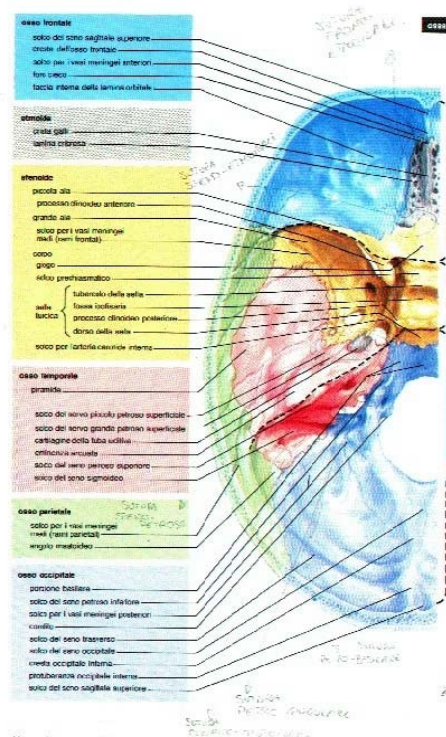 osso
osso frontale
solco del seno sagittale superiore
cresta dell'osso frontale
solco per i vasi meningei anteriori
foro cieco
faccia interna della lamina orbitale
etmoide
crista galli
lamina cribrosa
sfenoide
piccola ala
processo clinoideo anteriore
grande ala
solco per i vasi meningei
medi (rami frontali)
corpo
giogo
solco prechiasmatico
sella
turcica
tubercolo della sella
fossa ipofisaria
processo clinoideo posteriore
dorso della sella
solco per l'arteria carotide interna
osso temporale
piramide
solco del nervo piccolo petroso superficiale
solco del nervo grande petroso superficiale
cartilagine della tuba uditiva
eminenza arcuata
solco del seno petroso superiore
solco del seno sigmoideo
osso parietale
solco per i vasi meningei
medi (rami parietali)
angolo mastoideo
osso occipitale
porzione basilare
solco del seno petroso inferiore
solco per i vasi meningei posteriori
condilo
solco del seno trasverso
solco del seno occipitale
cresta occipitale interna
protuberanza occipitale interna
solco del seno sagittale superiore
SUTURA
SUTURA
SUTURA
SUTURA